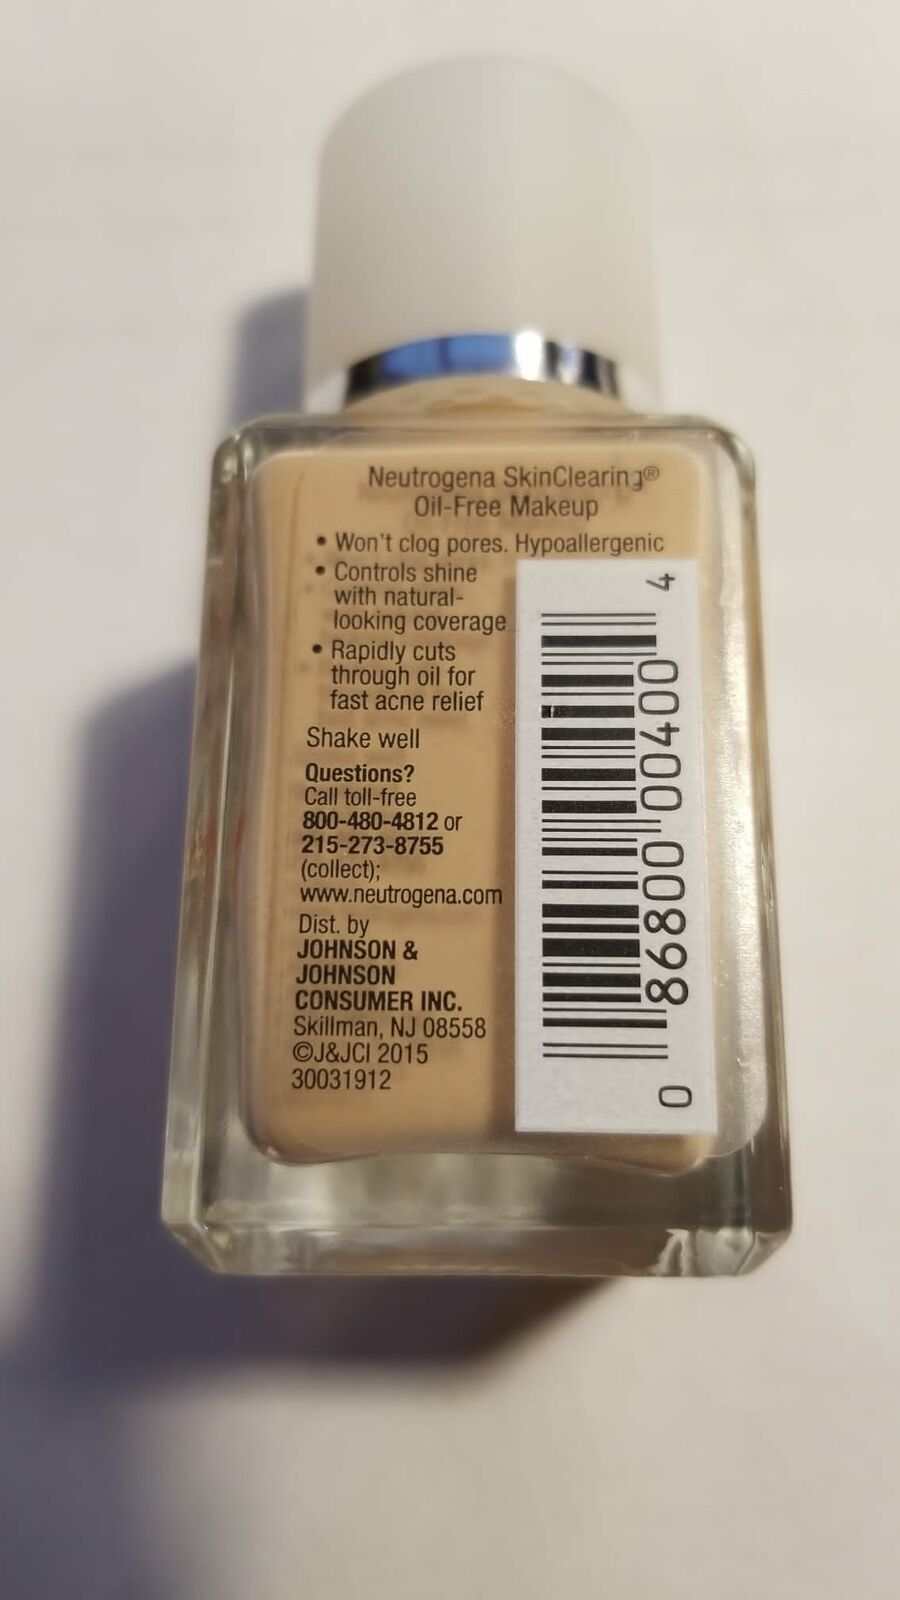 Neutrogena SkinClearing®
Oil-Free Makeup
• Won't clog pores. Hypoallergenic
• Controls shine
with natural-
looking coverage
• Rapidly cuts
through oil for
fast acne relief
Shake well
Questions?
Call toll-free
800-480-4812 or
215-273-8755
(collect);
www.neutrogena.com
Dist. by
JOHNSON &
JOHNSON
CONSUMER INC.
Skillman, NJ 08558
©J&JCI 2015
30031912
0 86800 00400 4